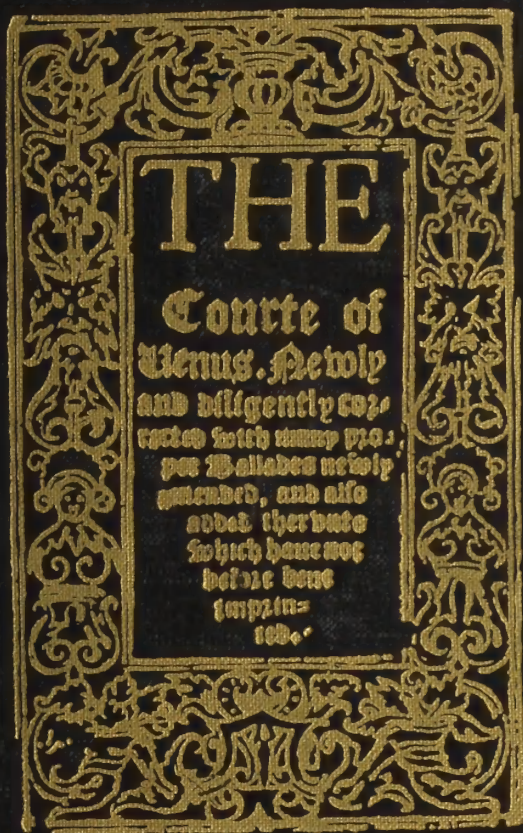 THE
Courte of
Venus. Newly
and diligently cor⸗
rected with many pro⸗
per Ballades newly
amended, and also
added therunto
which haue not
before bene
imprin⸗
ted.